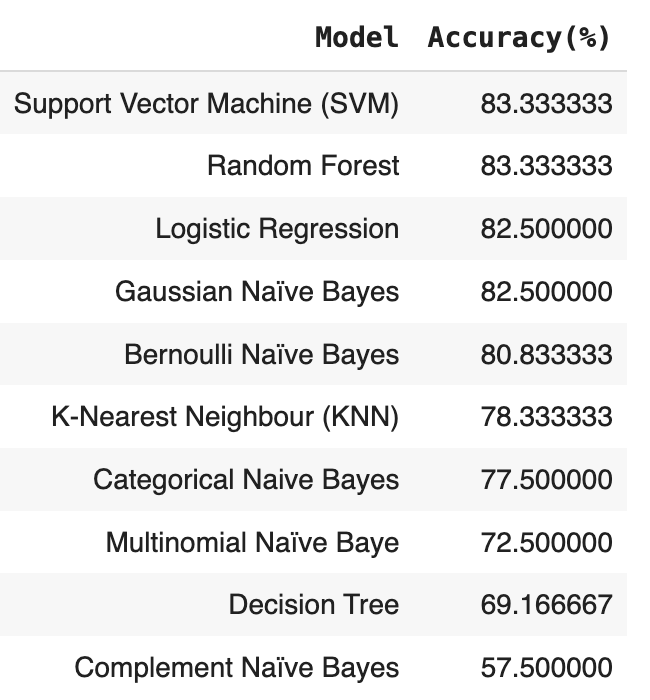 Model Accuracy(%)
Support Vector Machine (SVM) 83.333333
Random Forest 83.333333
Logistic Regression 82.500000
Gaussian Naïve Bayes 82.500000
Bernoulli Naïve Bayes 80.833333
K-Nearest Neighbour (KNN) 78.333333
Categorical Naive Bayes 77.500000
Multinomial Naïve Baye 72.500000
Decision Tree 69.166667
Complement Naïve Bayes 57.500000